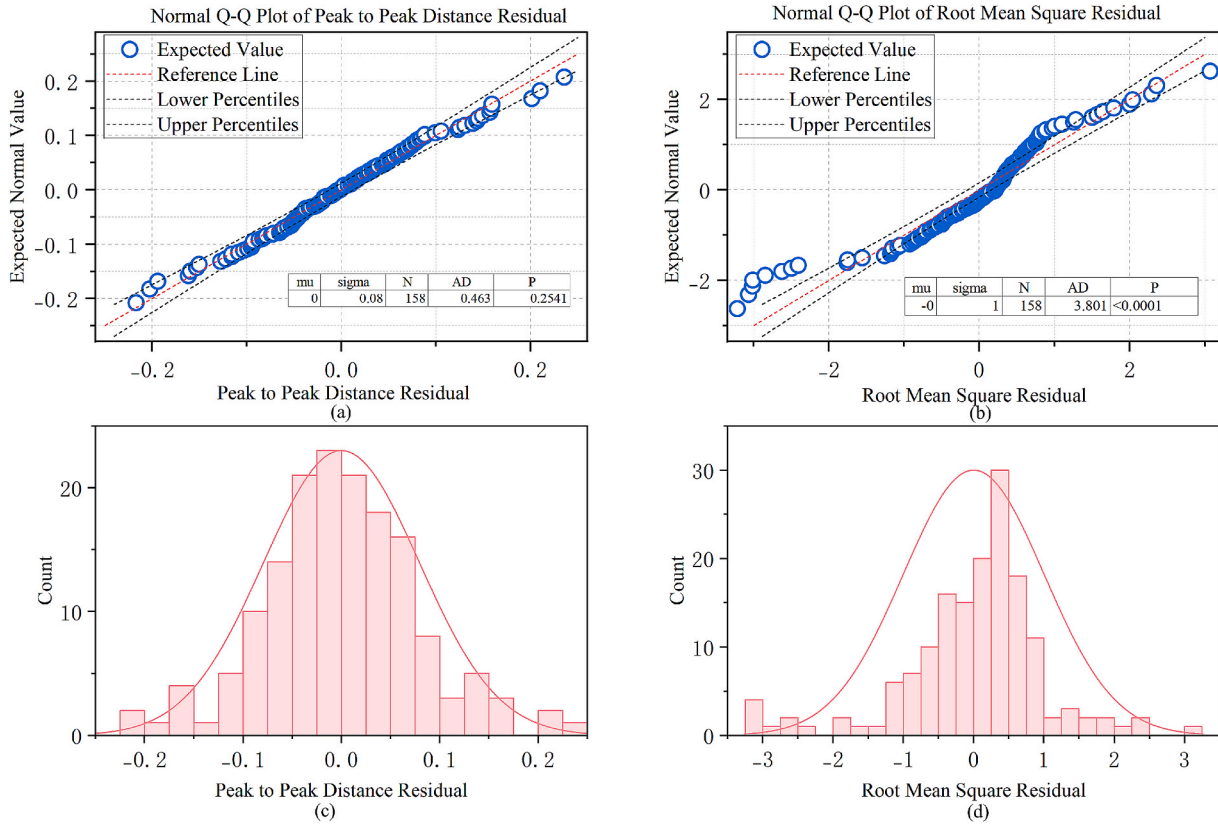 Normal Q-Q Plot of Peak to Peak Distance Residual
Expected Value
Reference Line
Lower Percentiles
Upper Percentiles
Expected Normal Value
0.2
0.1
0.0
-0.1
-0.2
mu sigma N AD P
0 0.08 158 0.463 0.2541
-0.2 0.0 0.2
Peak to Peak Distance Residual
(a)
Normal Q-Q Plot of Root Mean Square Residual
Expected Value
Reference Line
Lower Percentiles
Upper Percentiles
Expected Normal Value
2
0
-2
mu sigma N AD P
-0 1 158 3.801 <0.0001
-2 0 2
Root Mean Square Residual
(b)
Count
20
10
0
-0.2 -0.1 0.0 0.1 0.2
Peak to Peak Distance Residual
(c)
Count
30
20
10
0
-3 -2 -1 0 1 2 3
Root Mean Square Residual
(d)